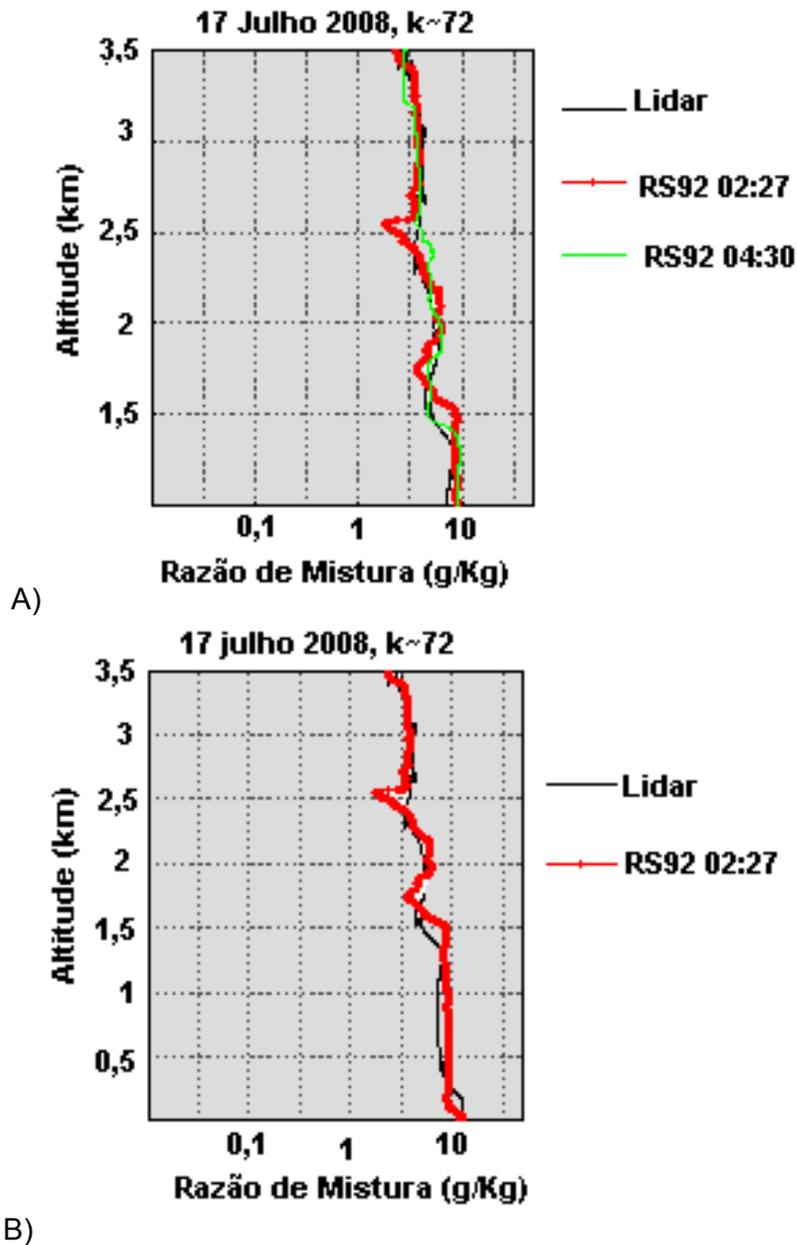 17 Julho 2008, k~72
3,5
3
2,5
2
1,5
Altitude (km)
0,1 1 10
Razão de Mistura (g/Kg)
Lidar
RS92 02:27
RS92 04:30
A)
17 julho 2008, k~72
3,5
3
2,5
2
1,5
1
0,5
Altitude (km)
0,1 1 10
Razão de Mistura (g/Kg)
Lidar
RS92 02:27
B)